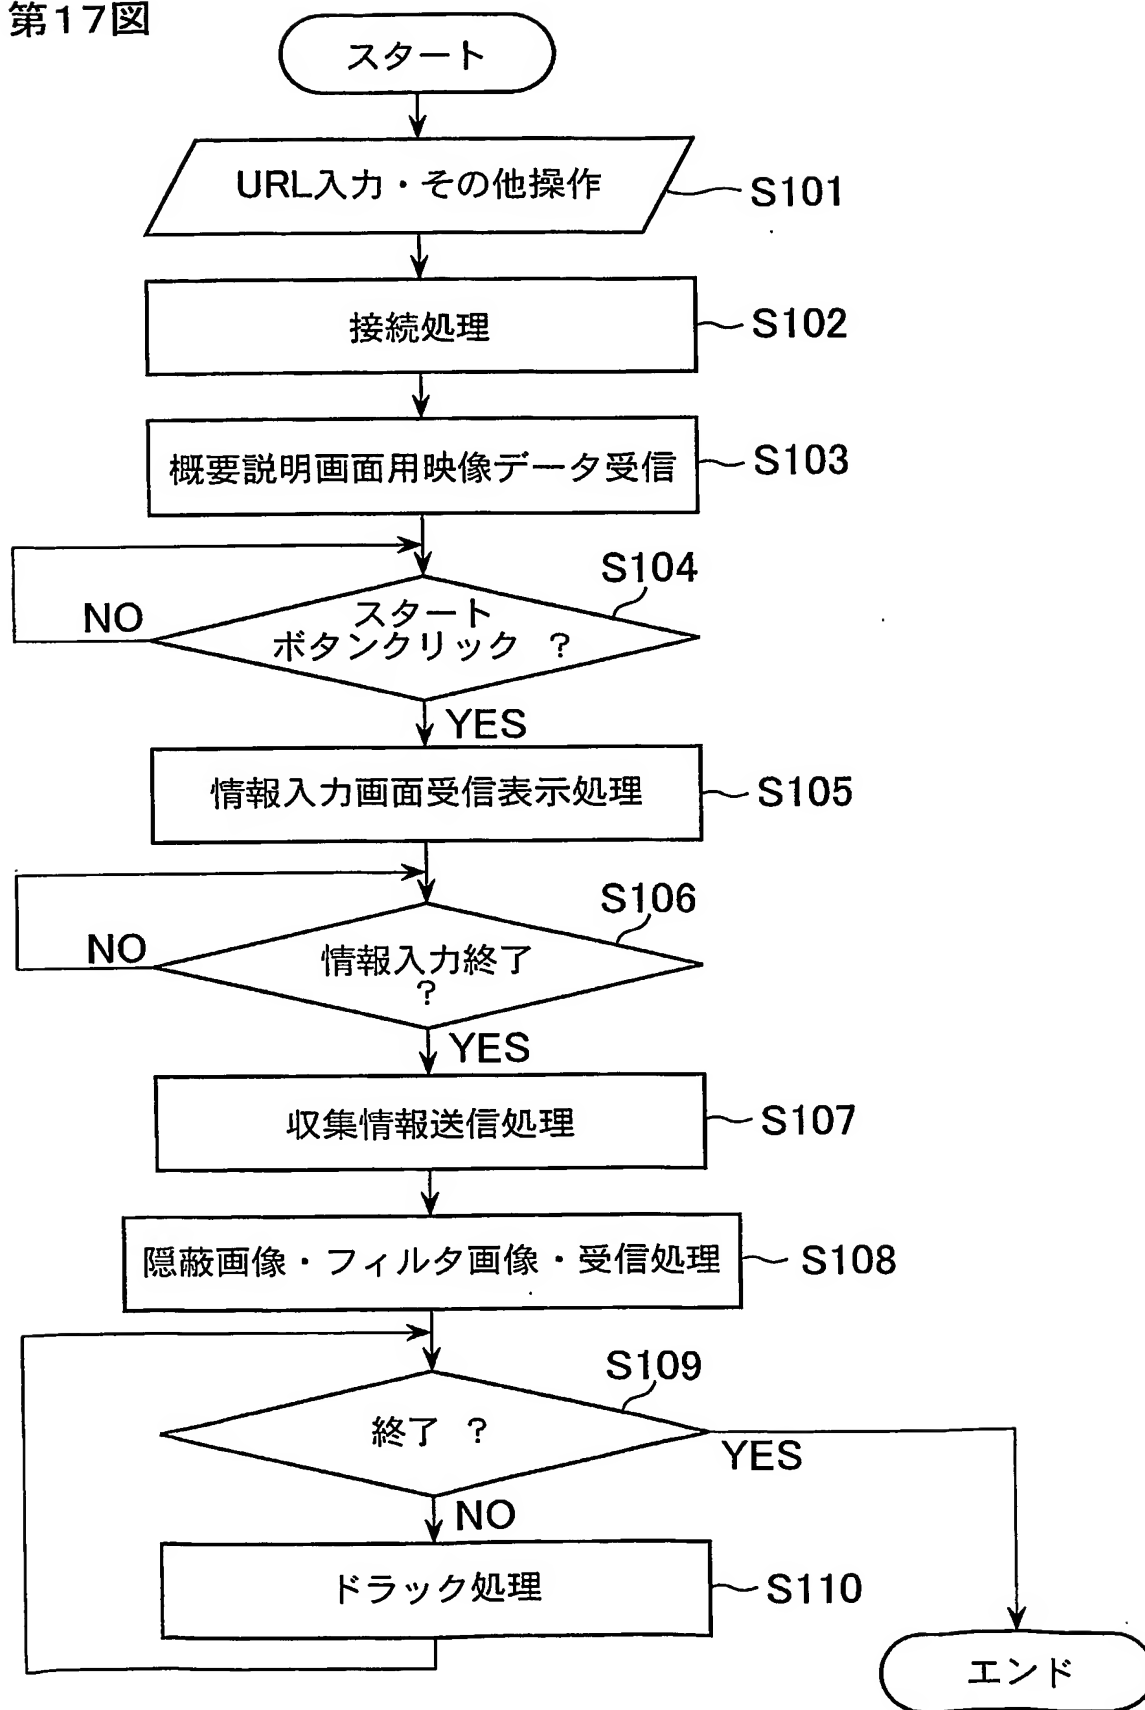 第17図
スタート
URL入力・その他操作
S101
接続処理
S102
概要説明画面用映像データ受信
S103
S104
スタート
ボタンクリック ?
NO
YES
情報入力画面受信表示処理
S105
S106
情報入力終了
?
NO
YES
収集情報送信処理
S107
隠蔽画像・フィルタ画像・受信処理
S108
S109
終了 ?
YES
NO
ドラック処理
S110
エンド